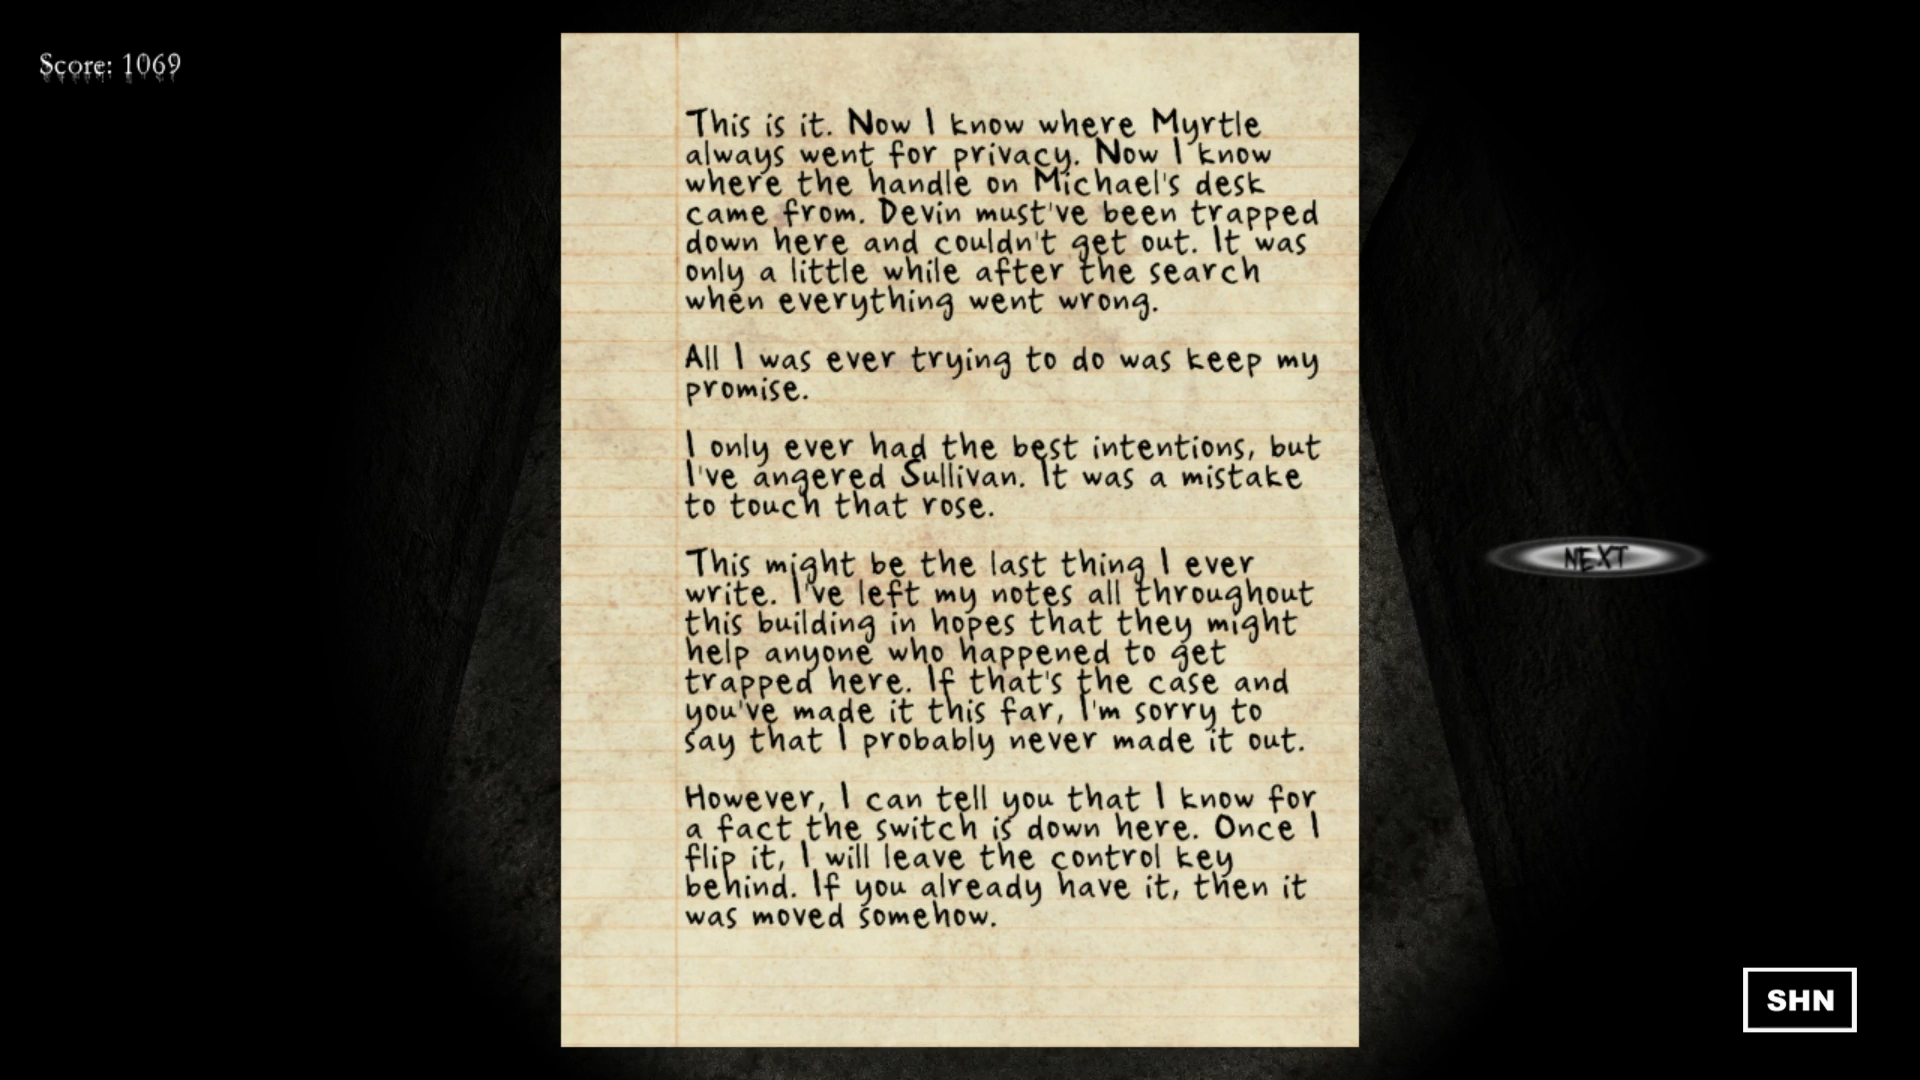 Score: 1069
This is it. Now I know where Myrtle
always went for privacy. Now I know
where the handle on Michael's desk
came from. Devin must've been trapped
down here and couldn't get out. It was
only a little while after the search
when everything went wrong.
All I was ever trying to do was keep my
promise.
I only ever had the best intentions, but
I've angered Sullivan. It was a mistake
to touch that rose.
This might be the last thing I ever
write. I've left my notes all throughout
this building in hopes that they might
help anyone who happened to get
trapped here. If that's the case and
you've made it this far, I'm sorry to
say that I probably never made it out.
However, I can tell you that I know for
a fact the switch is down here. Once I
flip it, I will leave the control key
behind. If you already have it, then it
was moved somehow.
NEXT
SHN